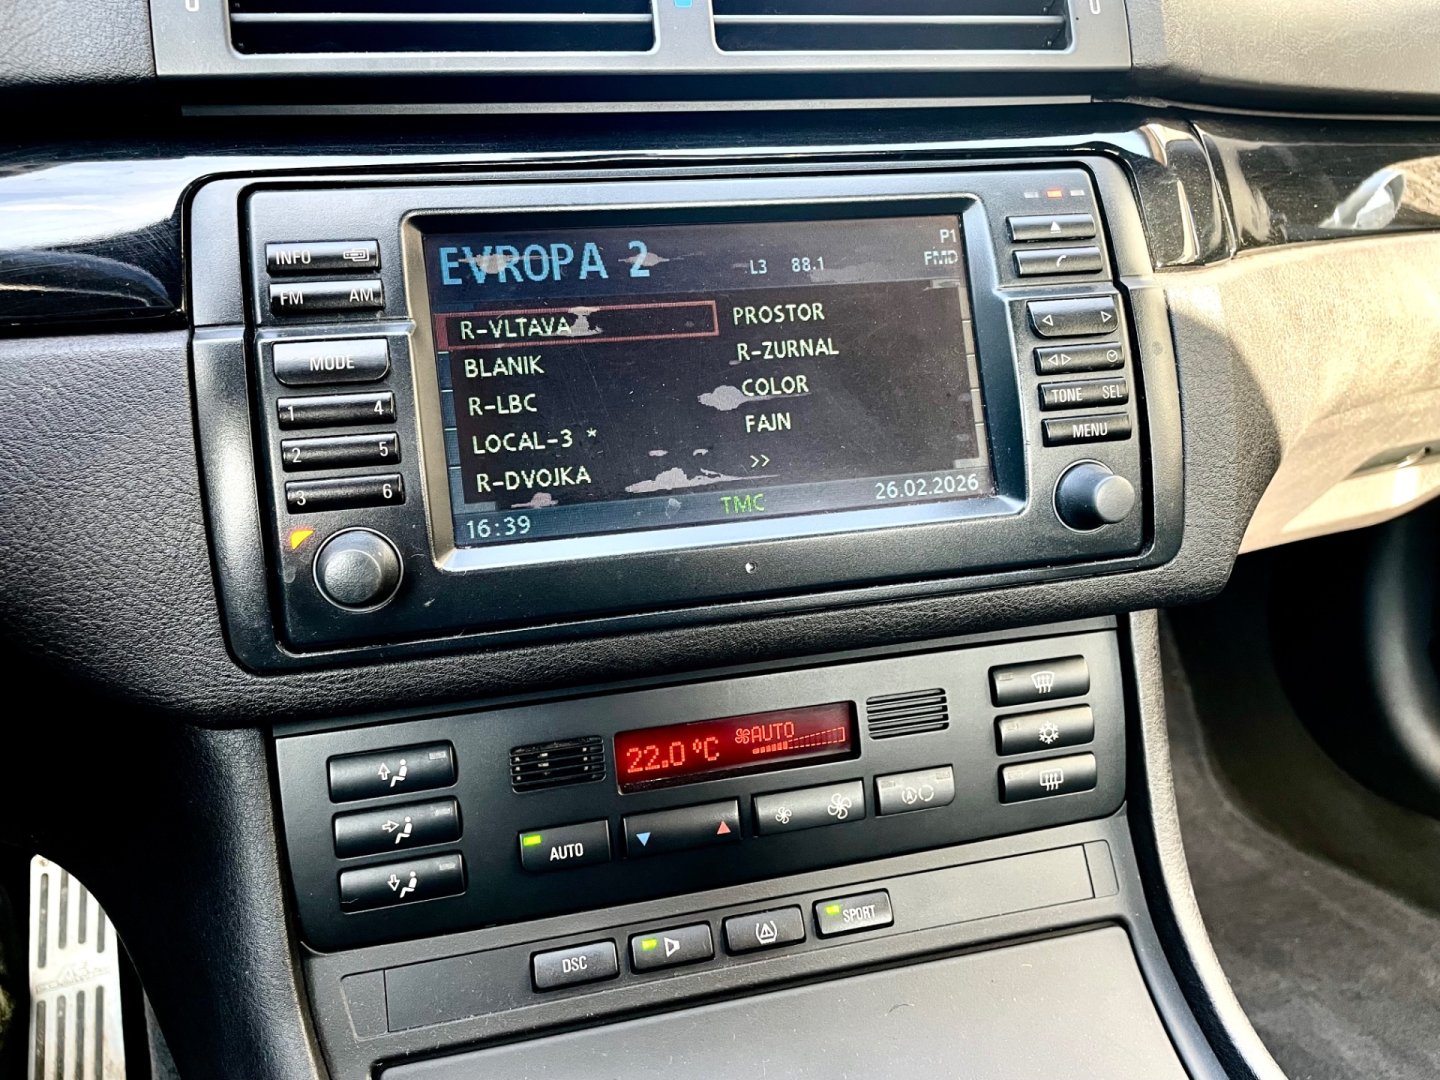 EVROPA 2
L3 88.1
P1
FMD
R-VLTAVA
BLANIK
R-LBC
LOCAL-3 *
R-DVOJKA
PROSTOR
R-ZURNAL
COLOR
FAJN
>>
16:39
TMC
26.02.2026
INFO
FM AM
MODE
1 4
2 5
3 6
TONE SEL
MENU
22.0 °C AUTO
AUTO
A
DSC
SPORT